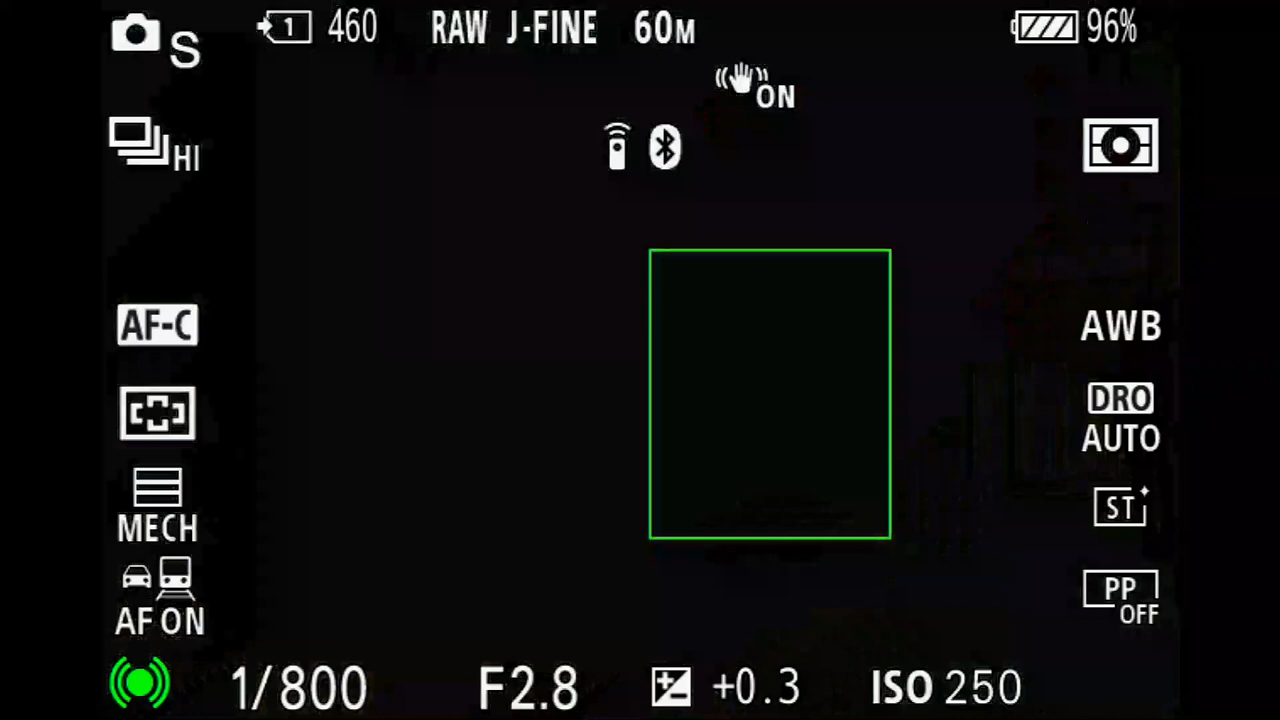 S 1 460 RAW J-FINE 60M 96%
ON
HI
AF-C AWB
DRO
AUTO
ST
MECH
PP
OFF
AF ON
1/800 F2.8 +0.3 ISO 250